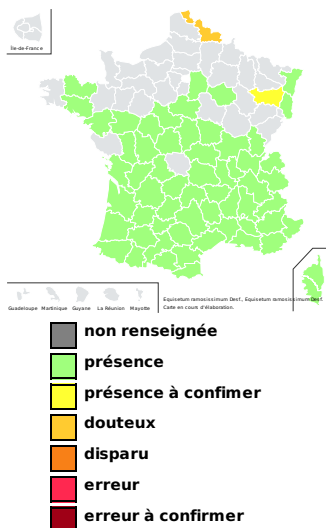 Île-de-France
Guadeloupe Martinique Guyane La Réunion Mayotte
Equisetum ramosissimum Desf., Equisetum ramosissimum Desf.
Carte en cours d'élaboration.
non renseignée
présence
présence à confimer
douteux
disparu
erreur
erreur à confirmer